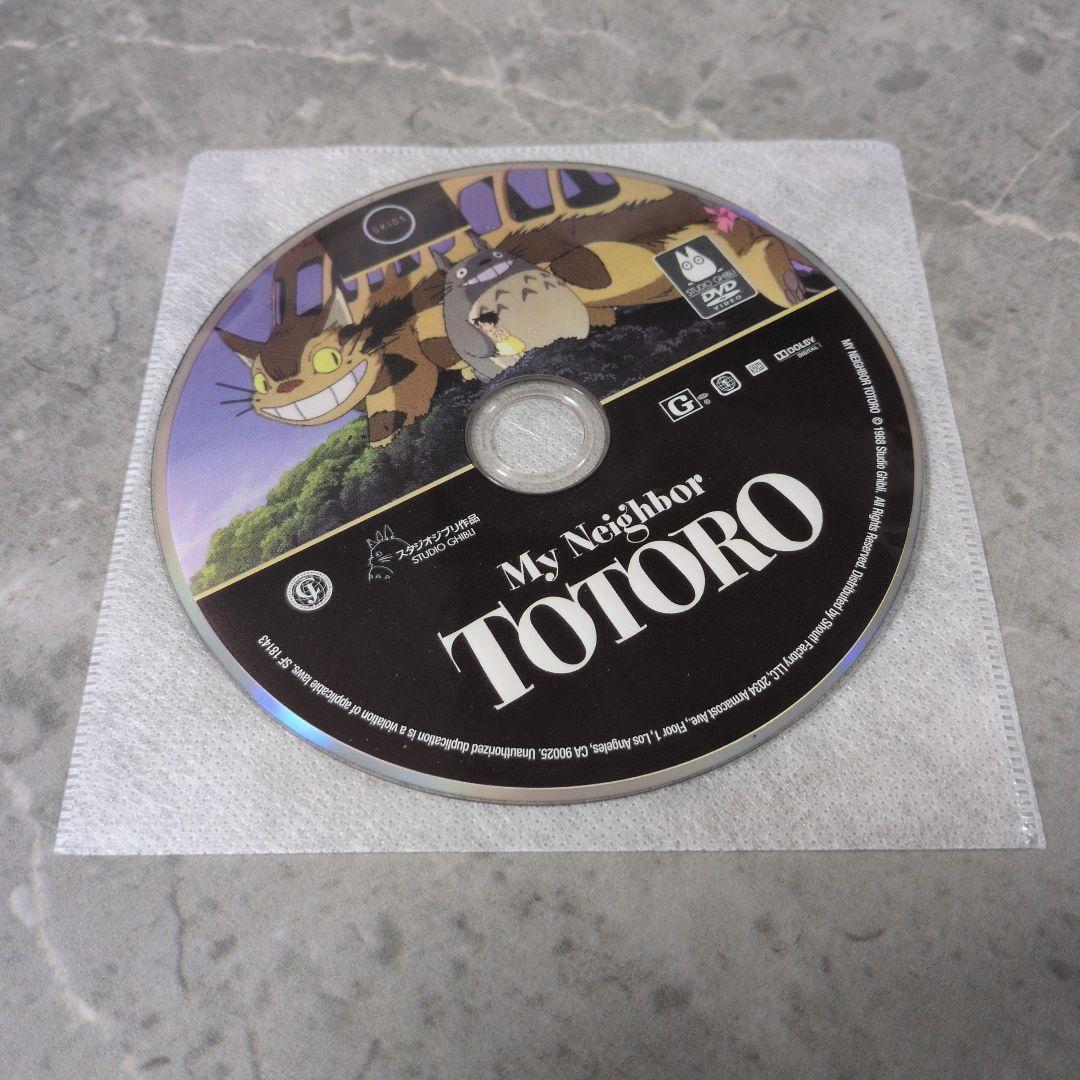 GKIDS
STUDIO GHIBLI
DVD
VIDEO
G
DOLBY
DIGITAL
スタジオジブリ作品
STUDIO GHIBLI
My Neighbor
TOTORO
MY NEIGHBOR TOTORO © 1988 Studio Ghibli. All Rights Reserved. Distributed by Shout! Factory LLC, 2034 Armacost Ave., Floor 1, Los Angeles, CA 90025. Unauthorized duplication is a violation of applicable laws. SF 18143